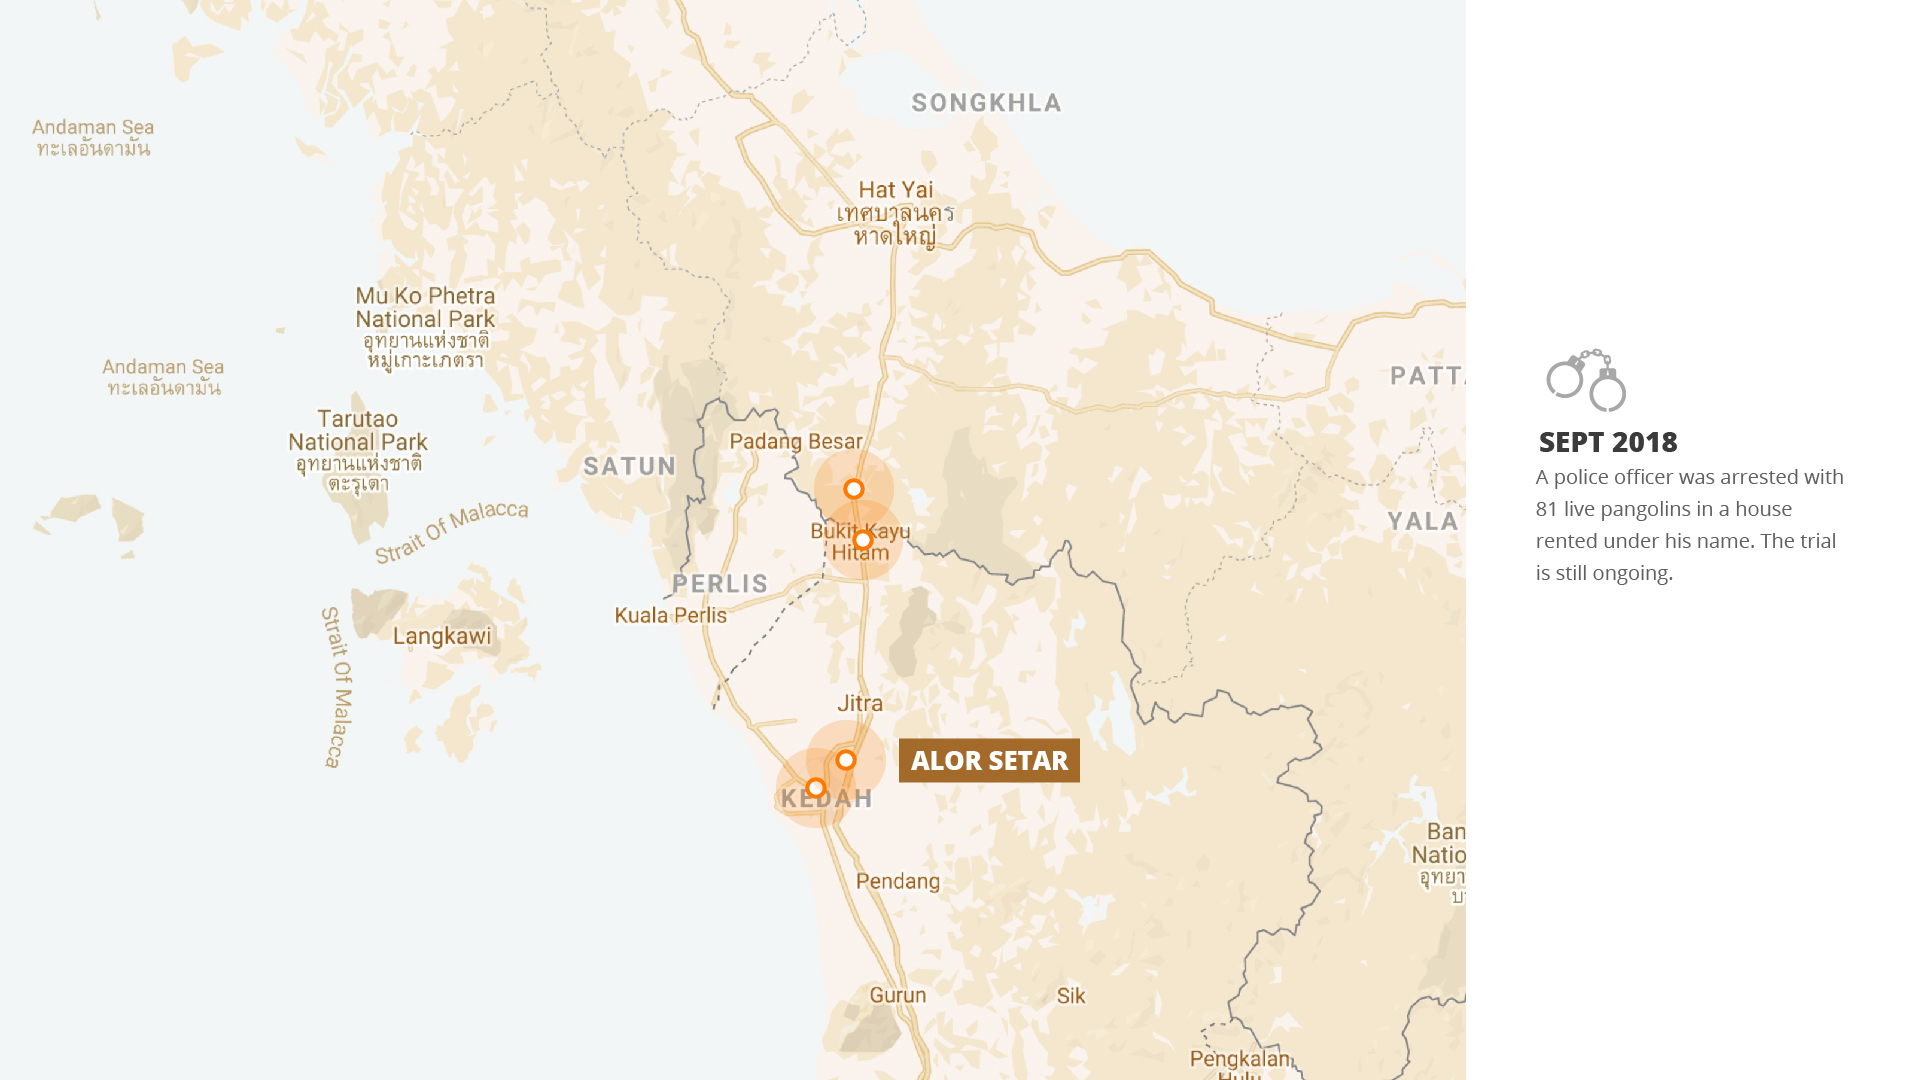 SONGKHLA
Andaman Sea
ทะเลอันดามัน
Hat Yai
เทศบาลนคร
หาดใหญ่
Mu Ko Phetra
National Park
อุทยานแห่งชาติ
หมู่เกาะเภตรา
Andaman Sea
ทะเลอันดามัน
PATTA
Tarutao
National Park
อุทยานแห่งชาติ
ตะรุเตา
Padang Besar
SATUN
Strait Of Malacca
Bukit Kayu
Hitam
YALA
PERLIS
Kuala Perlis
Langkawi
Strait Of Malacca
Jitra
ALOR SETAR
KEDAH
Ban
Natio
อุทยา
Pendang
Gurun
Sik
Pengkalan
Hulu
SEPT 2018
A police officer was arrested with
81 live pangolins in a house
rented under his name. The trial
is still ongoing.